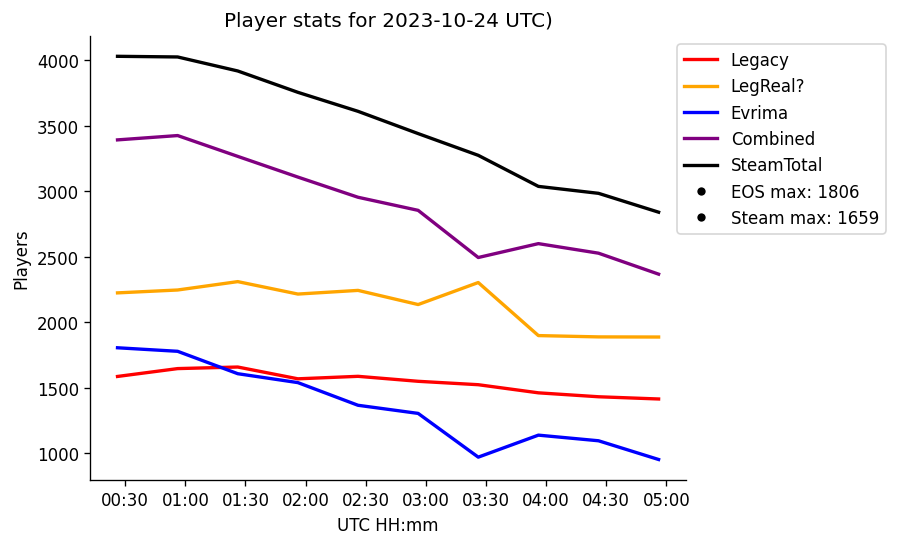 Player stats for 2023-10-24 UTC)
Legacy
LegReal?
Evrima
Combined
SteamTotal
EOS max: 1806
Steam max: 1659
Players
4000
3500
3000
2500
2000
1500
1000
00:30 01:00 01:30 02:00 02:30 03:00 03:30 04:00 04:30 05:00
UTC HH:mm